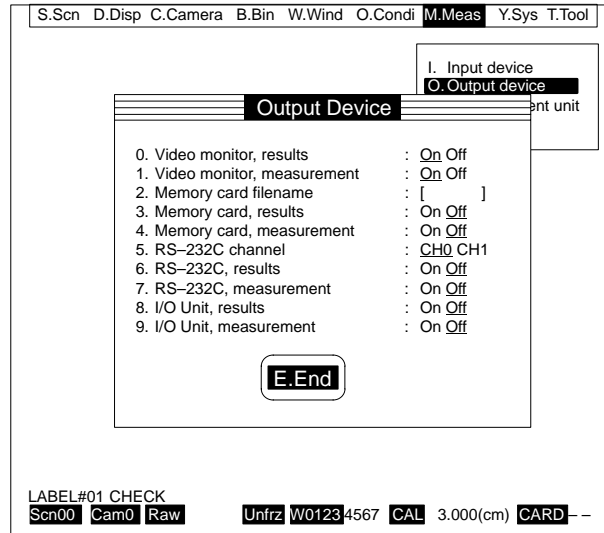 S.Scn D.Disp C.Camera B.Bin W.Wind O.Condi M.Meas Y.Sys T.Tool
I. Input device
O. Output device
ent unit
Output Device
0. Video monitor, results : On Off
1. Video monitor, measurement : On Off
2. Memory card filename : [ ]
3. Memory card, results : On Off
4. Memory card, measurement : On Off
5. RS–232C channel : CH0 CH1
6. RS–232C, results : On Off
7. RS–232C, measurement : On Off
8. I/O Unit, results : On Off
9. I/O Unit, measurement : On Off
E.End
LABEL#01 CHECK
Scn00 Cam0 Raw Unfrz W01234567 CAL 3.000(cm) CARD – –